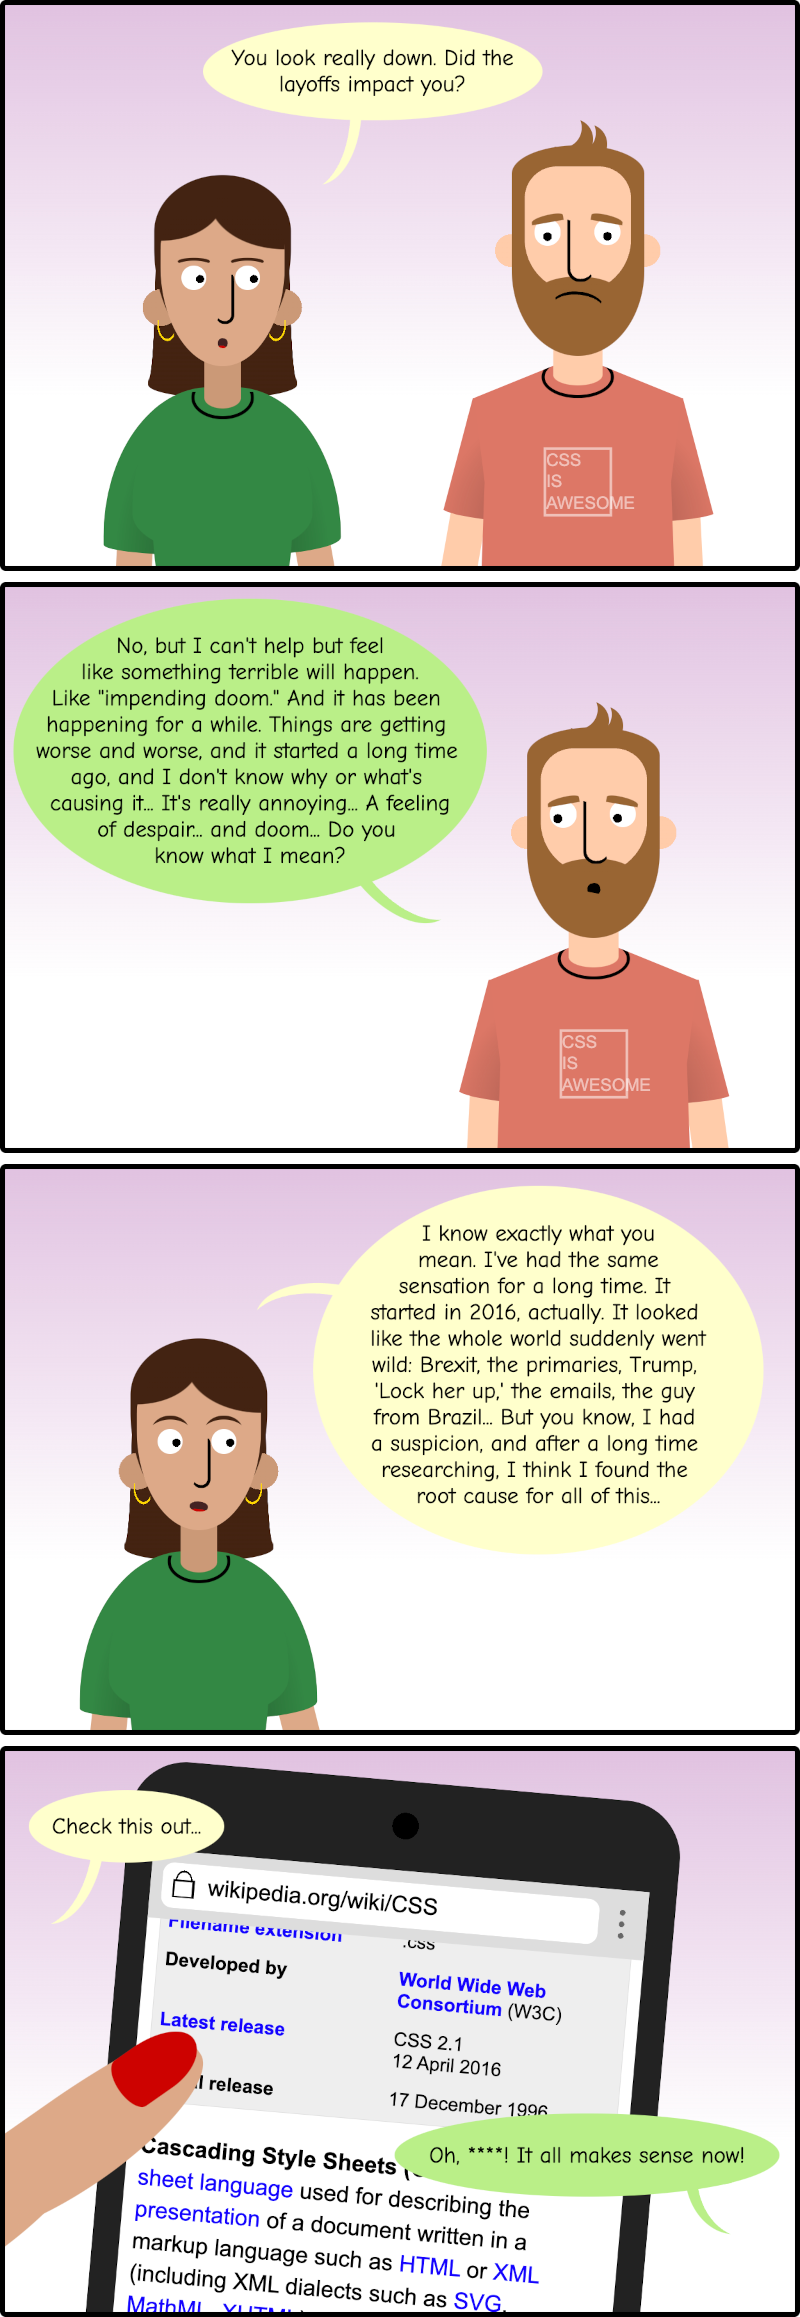 You look really down. Did the
layoffs impact you?
CSS
IS
AWESOME
No, but I can't help but feel
like something terrible will happen.
Like "impending doom." And it has been
happening for a while. Things are getting
worse and worse, and it started a long time
ago, and I don't know why or what's
causing it... It's really annoying... A feeling
of despair... and doom... Do you
know what I mean?
CSS
IS
AWESOME
I know exactly what you
mean. I've had the same
sensation for a long time. It
started in 2016, actually. It looked
like the whole world suddenly went
wild: Brexit, the primaries, Trump,
'Lock her up,' the emails, the guy
from Brazil... But you know, I had
a suspicion, and after a long time
researching, I think I found the
root cause for all of this...
Check this out...
wikipedia.org/wiki/CSS
Filename extension .css
Developed by World Wide Web
Consortium (W3C)
Latest release CSS 2.1
12 April 2016
release 17 December 1996
Cascading Style Sheets (
Oh, ****! It all makes sense now!
sheet language used for describing the
presentation of a document written in a
markup language such as HTML or XML
(including XML dialects such as SVG,
MathML, XHTML